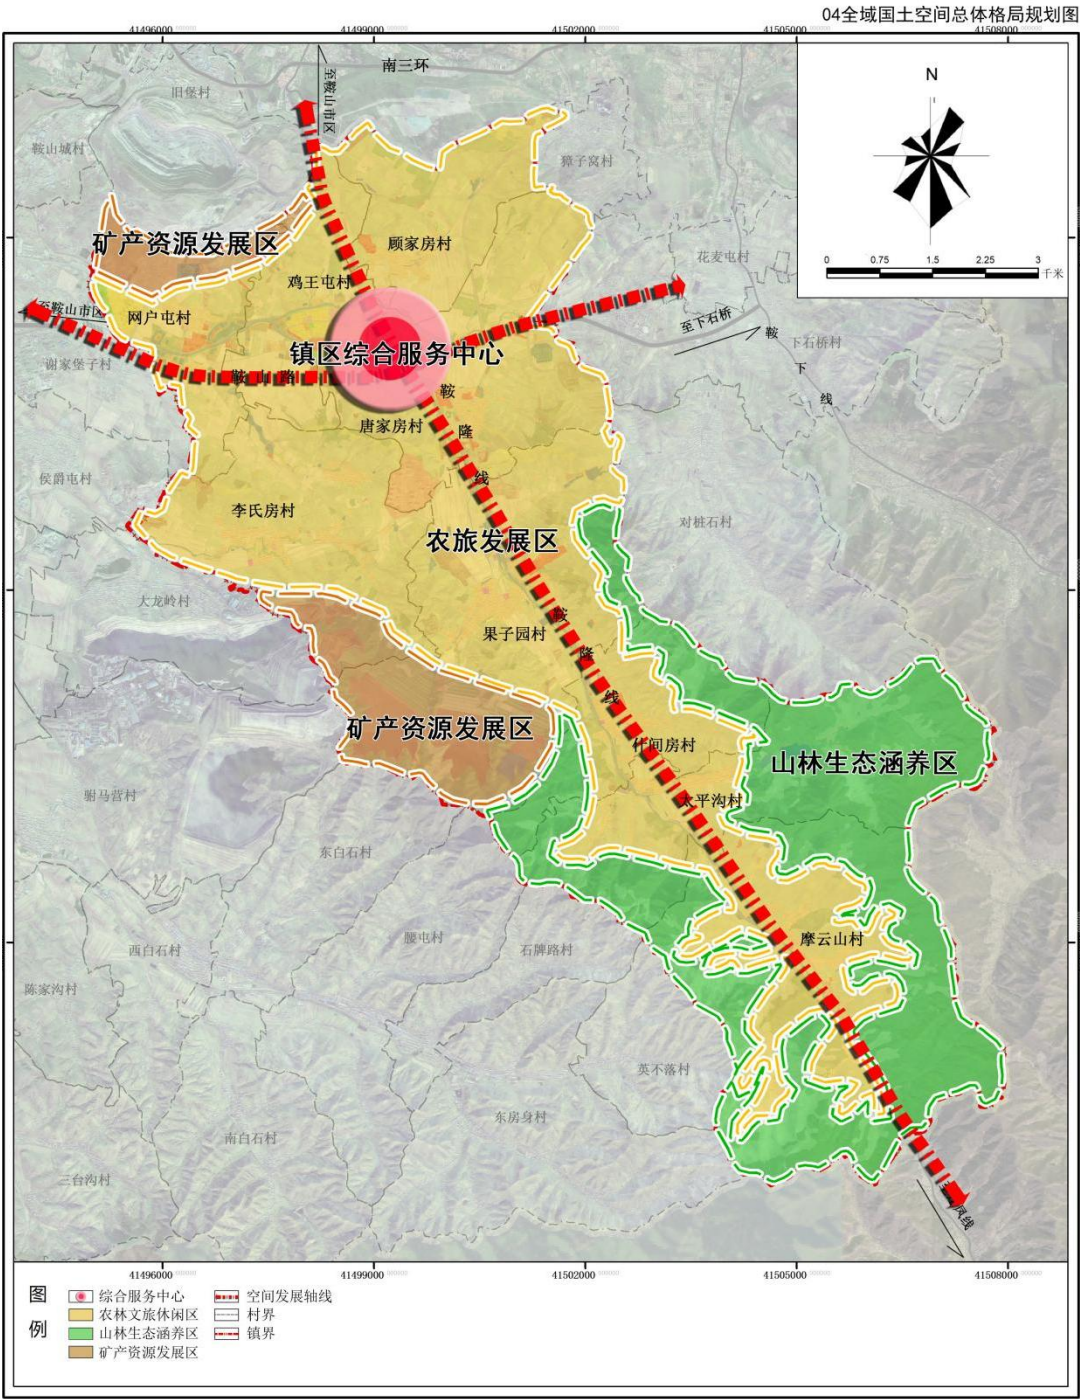 04全域国土空间总体格局规划图
41496000 41499000 41502000 41505000 41508000
南三环
至鞍山市区
旧堡村
鞍山城村
獐子窝村
N
0 0.75 1.5 2.25 3
千米
矿产资源发展区
顾家房村
花麦屯村
鸡王屯村
至鞍山市区
网户屯村
至下石桥
鞍下线
下石桥村
镇区综合服务中心
谢家堡子村
鞍山路
鞍隆线
唐家房村
侯爵屯村
李氏房村
对桩石村
农旅发展区
大龙岭村
鞍隆线
果子园村
矿产资源发展区
什间房村
山林生态涵养区
驸马营村
太平沟村
东白石村
西白石村
腰屯村
石牌路村
摩云山村
陈家沟村
英不落村
东房身村
南白石村
三台沟村
凤线
41496000 41499000 41502000 41505000 41508000
图例
综合服务中心
农林文旅休闲区
山林生态涵养区
矿产资源发展区
空间发展轴线
村界
镇界